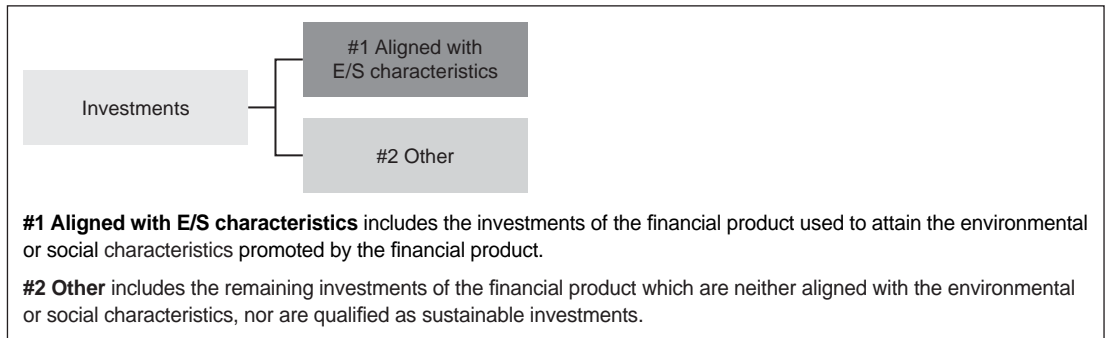 #1 Aligned with
E/S characteristics
Investments
#2 Other
#1 Aligned with E/S characteristics includes the investments of the financial product used to attain the environmental
or social characteristics promoted by the financial product.
#2 Other includes the remaining investments of the financial product which are neither aligned with the environmental
or social characteristics, nor are qualified as sustainable investments.